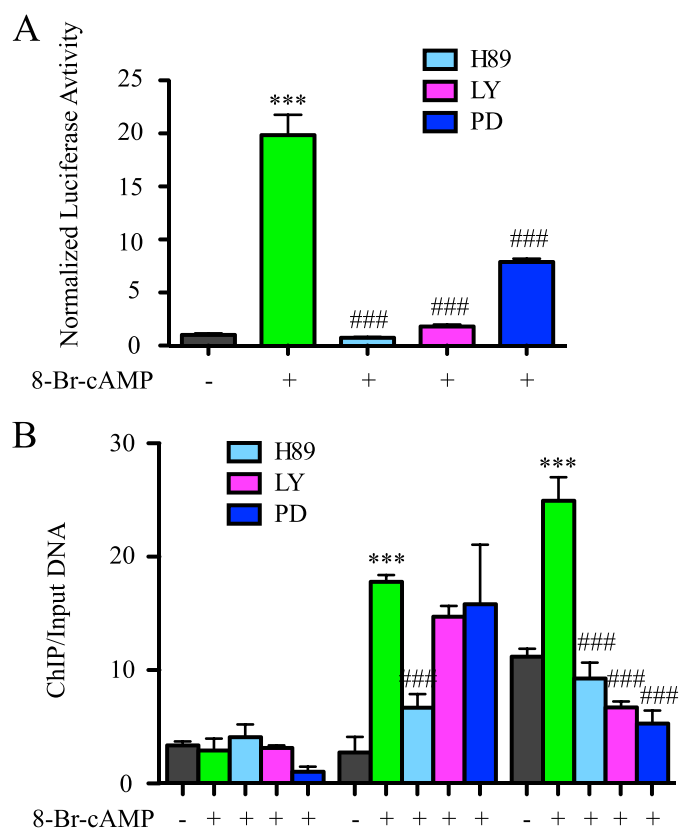 A
Normalized Luciferase Avtivity
H89
LY
PD
25
20
15
10
5
0
***
###
###
###
8-Br-cAMP - + + + +
B
ChIP/Input DNA
H89
LY
PD
30
20
10
0
***
###
***
###
###
###
8-Br-cAMP - + + + + - + + + + - + + + +